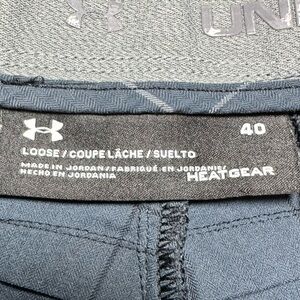 UN
40
LOOSE / COUPE LÂCHE / SUELTO
MADE IN JORDAN / FABRIQUÉ EN JORDANIE/
HECHO EN JORDANIA
HEATGEAR